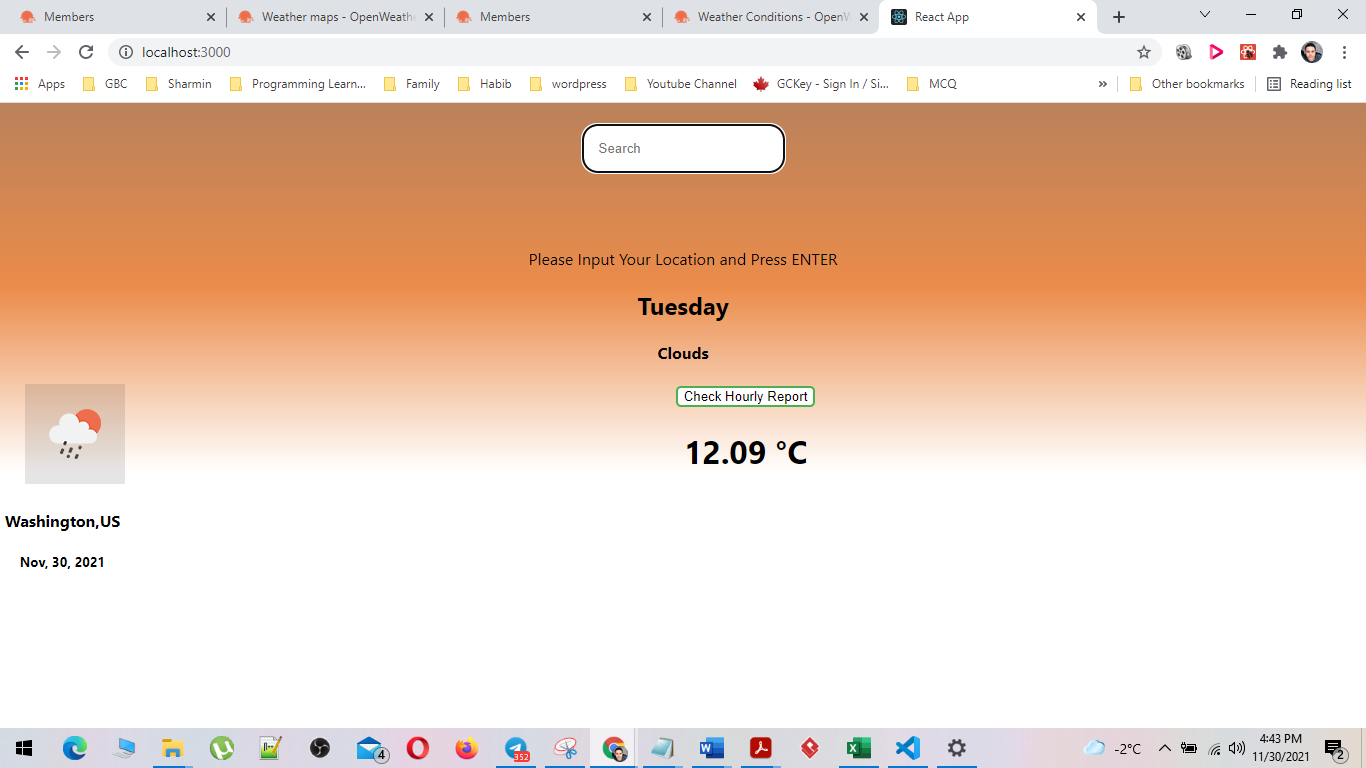 Members
Weather maps - OpenWeathe
Members
Weather Conditions - OpenW
React App
localhost:3000
Apps
GBC
Sharmin
Programming Learn...
Family
Habib
wordpress
Youtube Channel
GCKey - Sign In / Si...
MCQ
»
Other bookmarks
Reading list
Search
Please Input Your Location and Press ENTER
Tuesday
Clouds
Check Hourly Report
12.09 °C
Washington,US
Nov, 30, 2021
4
352
-2°C
4:43 PM
11/30/2021
2